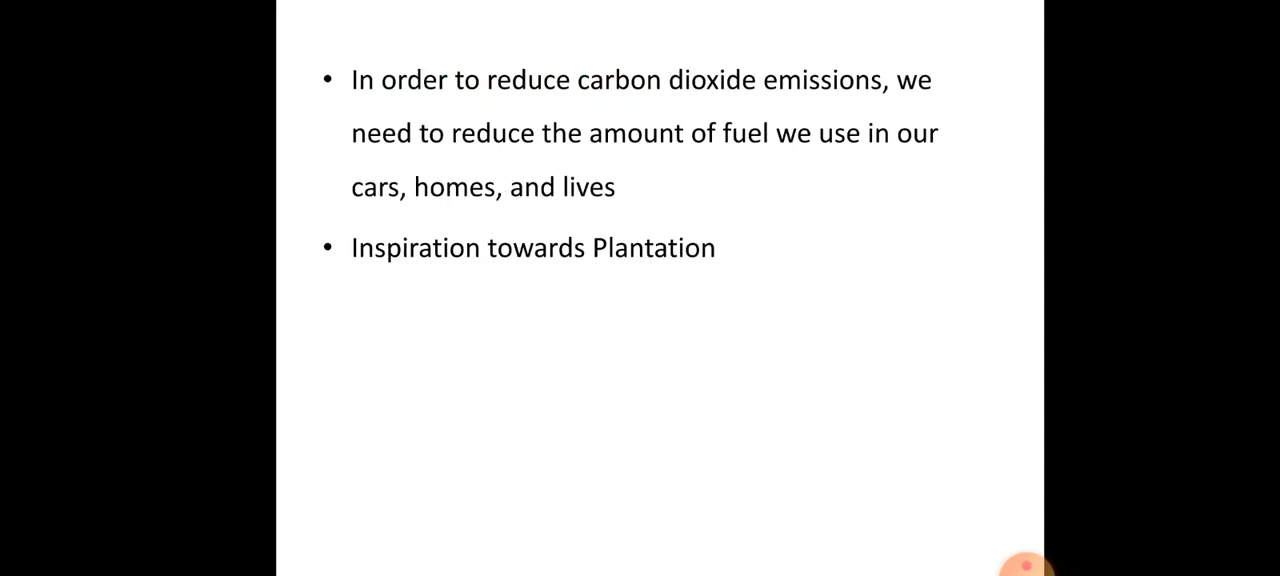 • In order to reduce carbon dioxide emissions, we
need to reduce the amount of fuel we use in our
cars, homes, and lives
• Inspiration towards Plantation